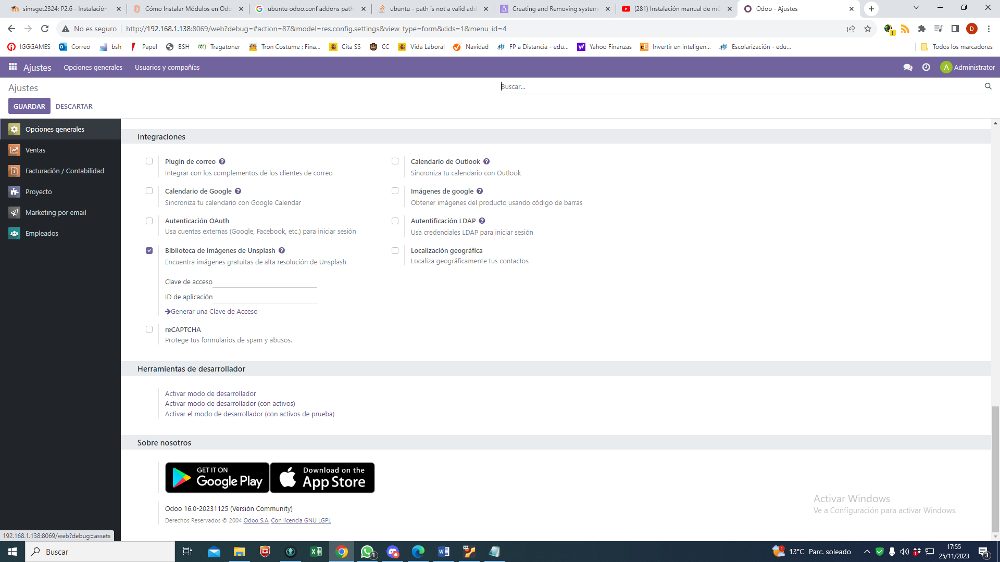 simsget2324: P2.6 - Instalación
Cómo Instalar Módulos en Odo
ubuntu odoo.conf addons path
ubuntu - path is not a valid add
Creating and Removing system
(281) Instalación manual de mó
Odoo - Ajustes
No es seguro
http://192.168.1.138:8069/web?debug=#action=87&model=res.config.settings&view_type=form&cids=1&menu_id=4
D
IGGGAMES
Correo
bsh
Papel
BSH
Tragatoner
Tron Costume : Fina...
Cita SS
CC
Vida Laboral
Navidad
FP a Distancia - edu...
Yahoo Finanzas
Invertir en inteligen...
Escolarización - edu...
Todos los marcadores
Ajustes
Opciones generales
Usuarios y compañías
A
Administrator
Ajustes
Buscar...
GUARDAR
DESCARTAR
Opciones generales
Ventas
Facturación / Contabilidad
Proyecto
Marketing por email
Empleados
Integraciones
Plugin de correo
Integrar con los complementos de los clientes de correo
Calendario de Outlook
Sincroniza tu calendario con Outlook
Calendario de Google
Sincroniza tu calendario con Google Calendar
Imágenes de google
Obtener imágenes del producto usando código de barras
Autenticación OAuth
Usa cuentas externas (Google, Facebook, etc.) para iniciar sesión
Autentificación LDAP
Usa credenciales LDAP para iniciar sesión
Biblioteca de imágenes de Unsplash
Encuentra imágenes gratuitas de alta resolución de Unsplash
Localización geográfica
Localiza geográficamente tus contactos
Clave de acceso
ID de aplicación
Generar una Clave de Acceso
reCAPTCHA
Protege tus formularios de spam y abusos.
Herramientas de desarrollador
Activar modo de desarrollador
Activar modo de desarrollador (con activos)
Activar el modo de desarrollador (con activos de prueba)
Sobre nosotros
GET IT ON
Google Play
Download on the
App Store
Odoo 16.0-20231125 (Versión Community)
Derechos Reservados © 2004 Odoo S.A. Con licencia GNU LGPL
Activar Windows
Ve a Configuración para activar Windows.
192.168.1.138:8069/web?debug=assets
Buscar
13°C Parc. soleado
17:55
25/11/2023
3